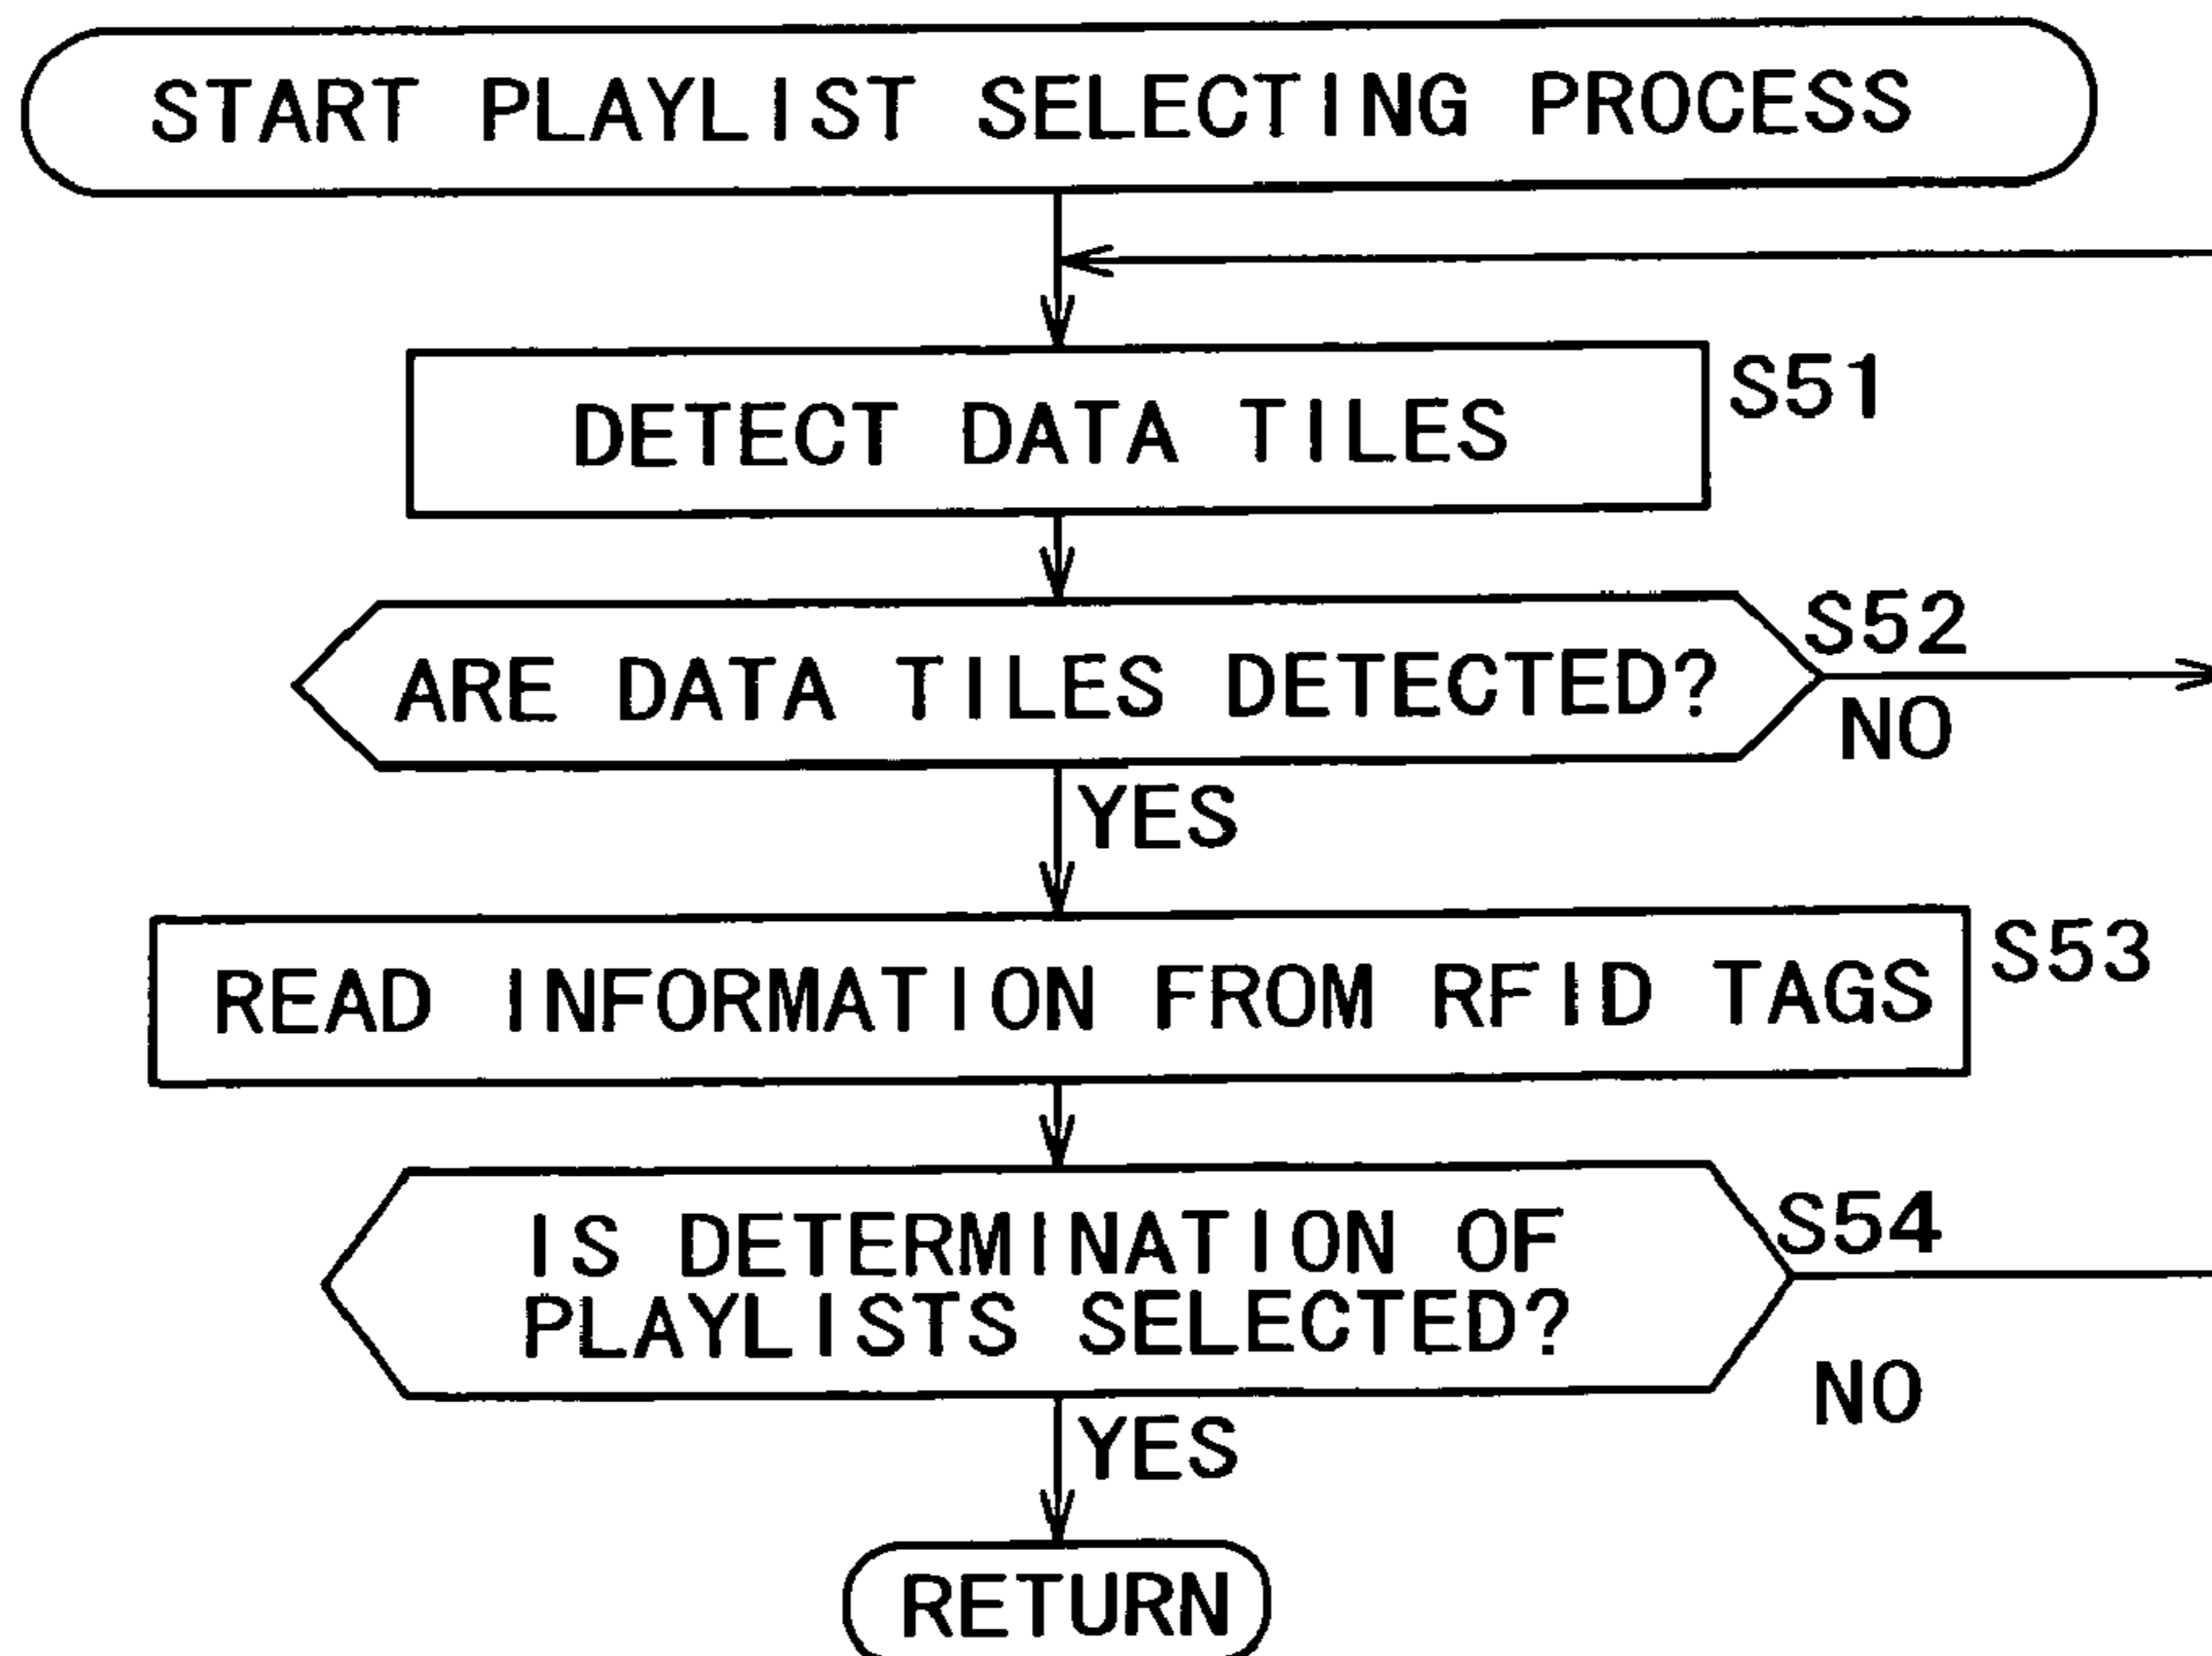 START PLAYLIST SELECTING PROCESS
DETECT DATA TILES
S51
ARE DATA TILES DETECTED?
S52
NO
YES
READ INFORMATION FROM RFID TAGS
S53
IS DETERMINATION OF
PLAYLISTS SELECTED?
S54
NO
YES
RETURN